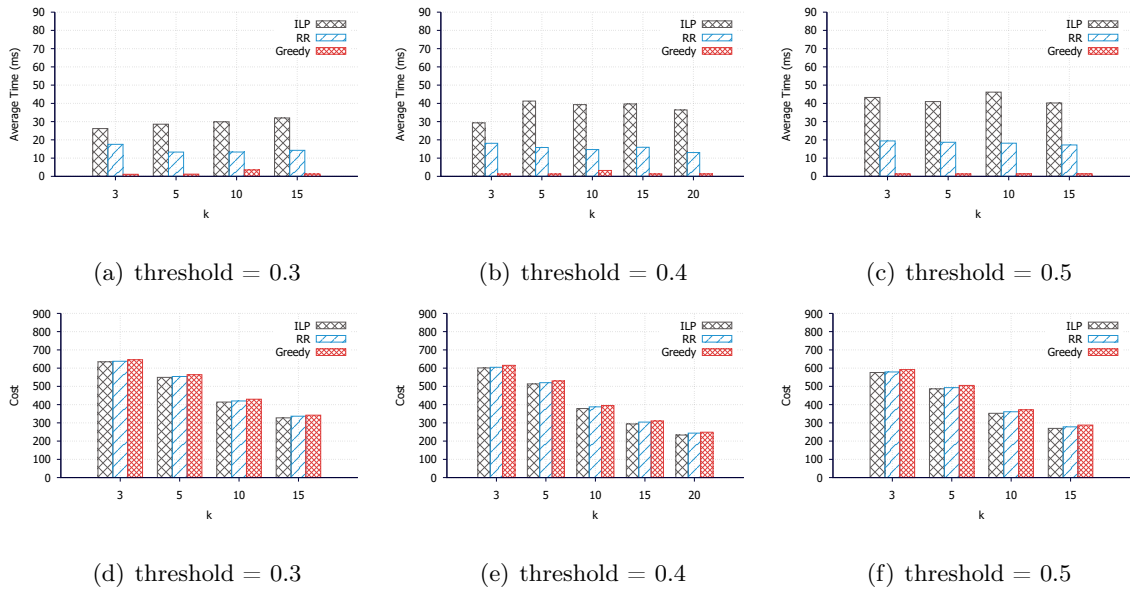 90
80
70
60
50
40
30
20
10
0
Average Time (ms)
3 5 10 15
k
ILP
RR
Greedy
90
80
70
60
50
40
30
20
10
0
Average Time (ms)
3 5 10 15 20
k
ILP
RR
Greedy
90
80
70
60
50
40
30
20
10
0
Average Time (ms)
3 5 10 15
k
ILP
RR
Greedy
(a) threshold = 0.3
(b) threshold = 0.4
(c) threshold = 0.5
900
800
700
600
500
400
300
200
100
0
Cost
3 5 10 15
k
ILP
RR
Greedy
900
800
700
600
500
400
300
200
100
0
Cost
3 5 10 15 20
k
ILP
RR
Greedy
900
800
700
600
500
400
300
200
100
0
Cost
3 5 10 15
k
ILP
RR
Greedy
(d) threshold = 0.3
(e) threshold = 0.4
(f) threshold = 0.5